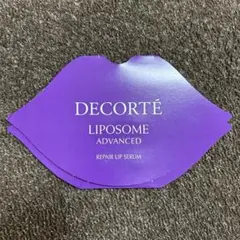 DECORTÉ
LIPOSOME
ADVANCED
REPAIR LIP SERUM